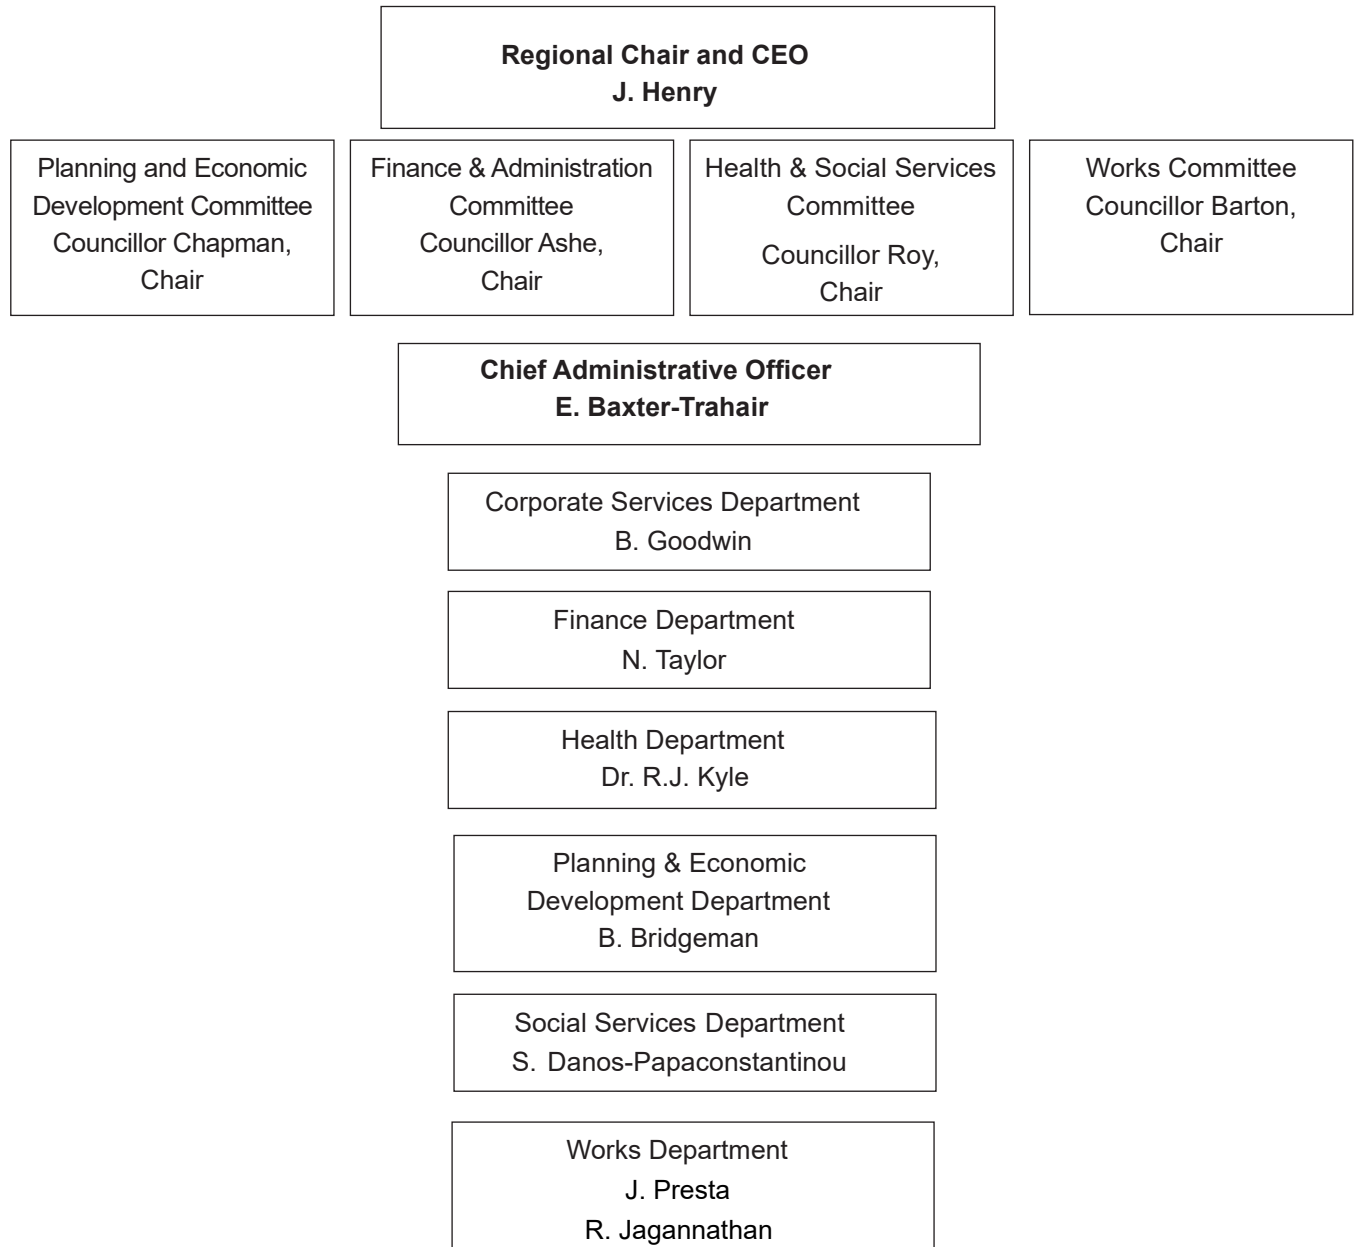 Regional Chair and CEO
J. Henry
Planning and Economic
Development Committee
Councillor Chapman,
Chair
Finance & Administration
Committee
Councillor Ashe,
Chair
Health & Social Services
Committee
Councillor Roy,
Chair
Works Committee
Councillor Barton,
Chair
Chief Administrative Officer
E. Baxter-Trahair
Corporate Services Department
B. Goodwin
Finance Department
N. Taylor
Health Department
Dr. R.J. Kyle
Planning & Economic
Development Department
B. Bridgeman
Social Services Department
S. Danos-Papaconstantinou
Works Department
J. Presta
R. Jagannathan